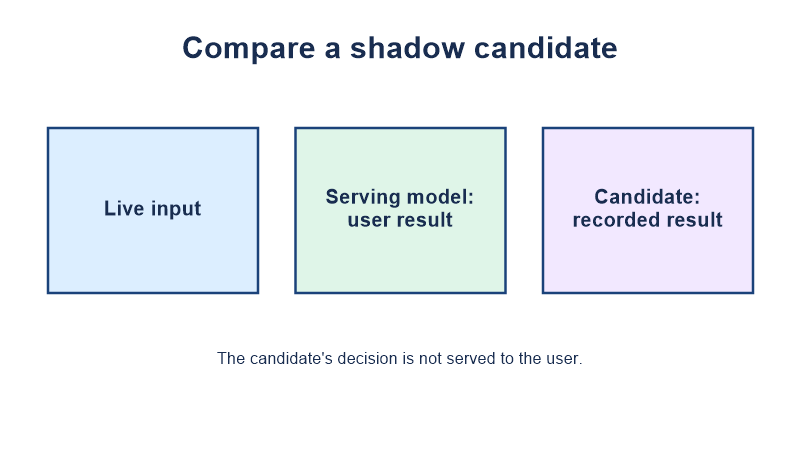 Compare a shadow candidate
Live input
Serving model:
user result
Candidate:
recorded result
The candidate's decision is not served to the user.